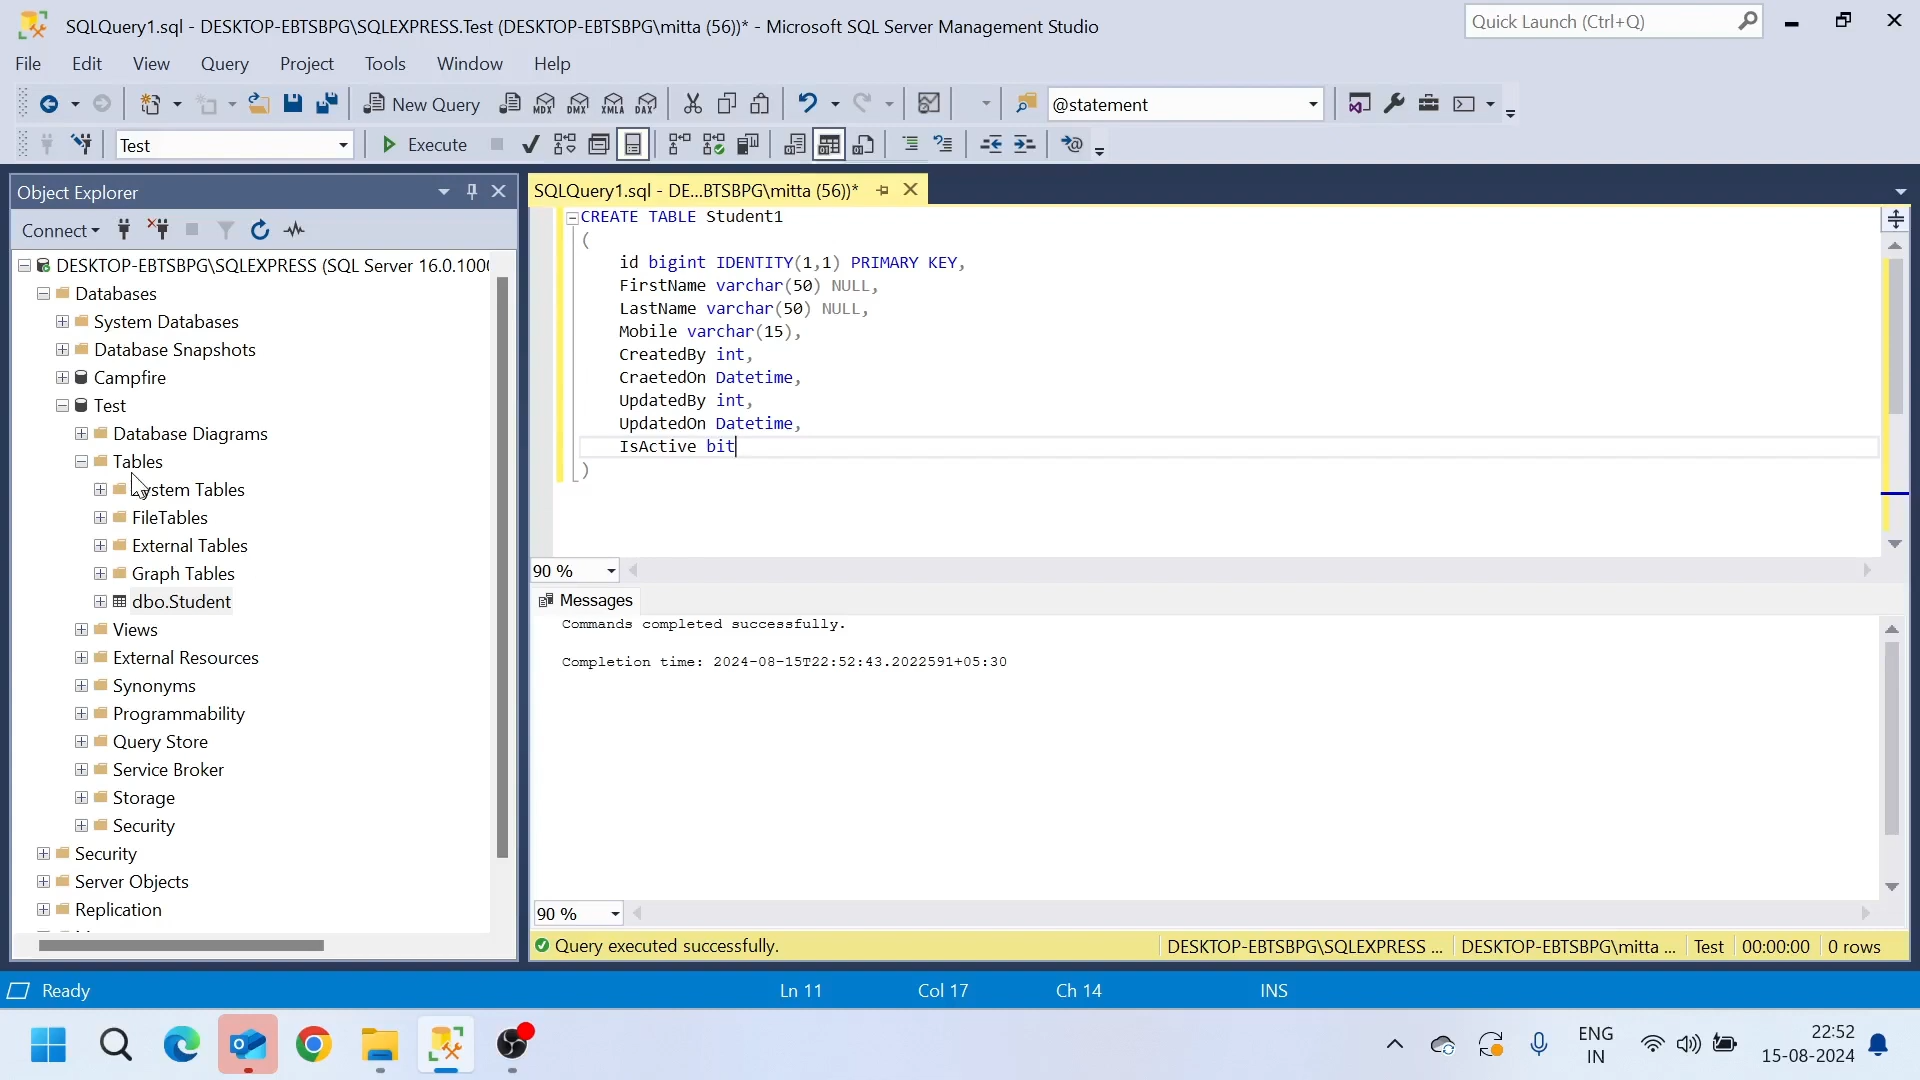 SQLQuery1.sql - DESKTOP-EBTSBPG\SQLEXPRESS.Test (DESKTOP-EBTSBPG\mitta (56))* - Microsoft SQL Server Management Studio
Quick Launch (Ctrl+Q)
File Edit View Query Project Tools Window Help
New Query
MDX DMX XMLA DAX
@statement
Test
Execute
Object Explorer
Connect
DESKTOP-EBTSBPG\SQLEXPRESS (SQL Server 16.0.100
Databases
System Databases
Database Snapshots
Campfire
Test
Database Diagrams
Tables
System Tables
FileTables
External Tables
Graph Tables
dbo.Student
Views
External Resources
Synonyms
Programmability
Query Store
Service Broker
Storage
Security
Security
Server Objects
Replication
SQLQuery1.sql - DE...BTSBPG\mitta (56))*
CREATE TABLE Student1
(
id bigint IDENTITY(1,1) PRIMARY KEY,
FirstName varchar(50) NULL,
LastName varchar(50) NULL,
Mobile varchar(15),
CreatedBy int,
CraetedOn Datetime,
UpdatedBy int,
UpdatedOn Datetime,
IsActive bit
)
90 %
Messages
Commands completed successfully.
Completion time: 2024-08-15T22:52:43.2022591+05:30
90 %
Query executed successfully.
DESKTOP-EBTSBPG\SQLEXPRESS ... DESKTOP-EBTSBPG\mitta ... Test 00:00:00 0 rows
Ready Ln 11 Col 17 Ch 14 INS
ENG
IN
22:52
15-08-2024